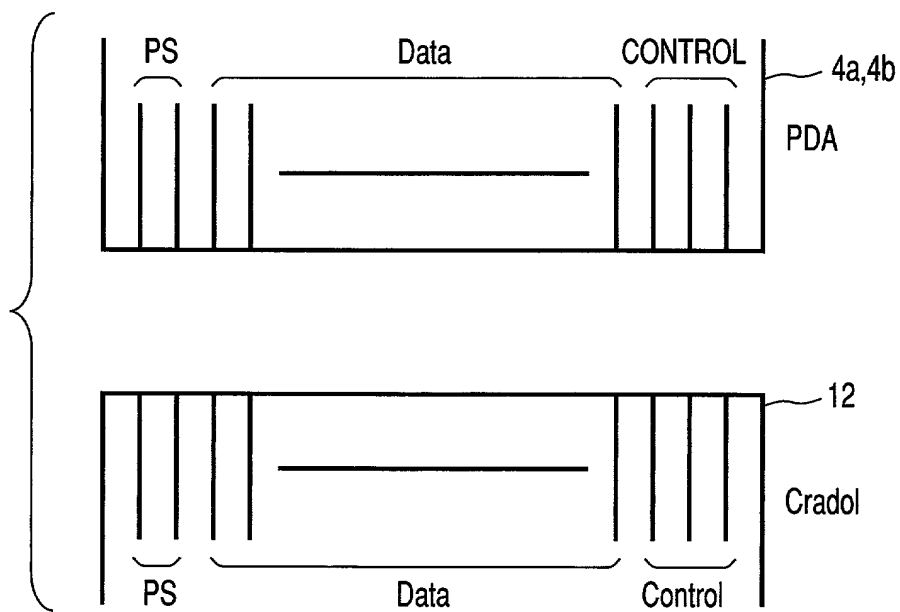 PS Data CONTROL
4a,4b
PDA
12
Cradol
PS Data Control